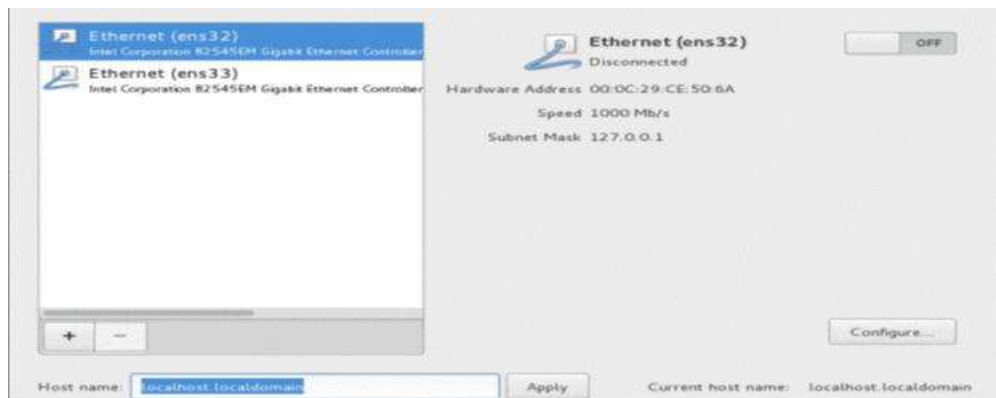 Ethernet (ens32)
Intel Corporation 82545EM Gigabit Ethernet Controller
Ethernet (ens33)
Intel Corporation 82545EM Gigabit Ethernet Controller
+ −
Ethernet (ens32)
Disconnected
OFF
Hardware Address 00:0C:29:CE:50:6A
Speed 1000 Mb/s
Subnet Mask 127.0.0.1
Configure...
Host name: localhost.localdomain Apply Current host name: localhost.localdomain